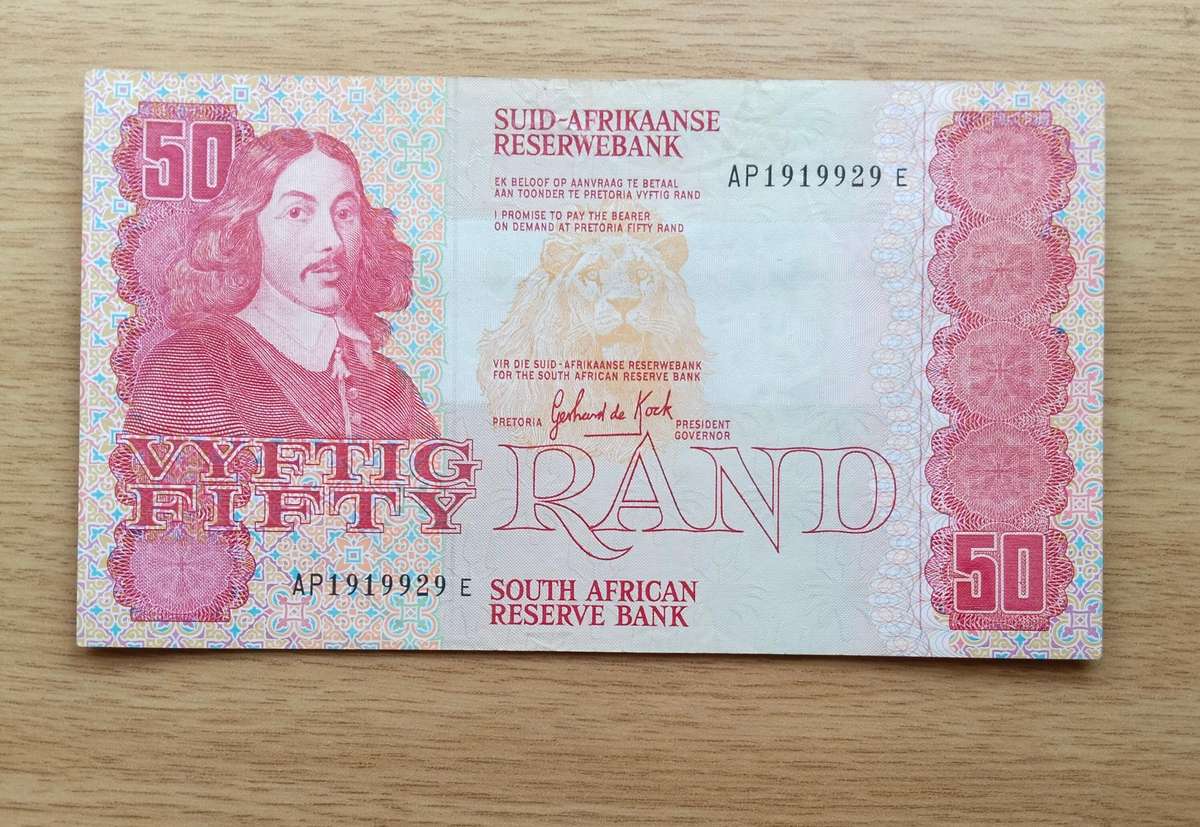 50
SUID-AFRIKAANSE
RESERWEBANK
EK BELOOF OP AANVRAAG TE BETAAL
AAN TOONDER TE PRETORIA VYFTIG RAND
AP1919929 E
I PROMISE TO PAY THE BEARER
ON DEMAND AT PRETORIA FIFTY RAND
VIR DIE SUID-AFRIKAANSE RESERWEBANK
FOR THE SOUTH AFRICAN RESERVE BANK
Gerhard de Kock
PRETORIA PRESIDENT
GOVERNOR
VYFTIG
FIFTY
RAND
AP1919929 E
SOUTH AFRICAN
RESERVE BANK
50